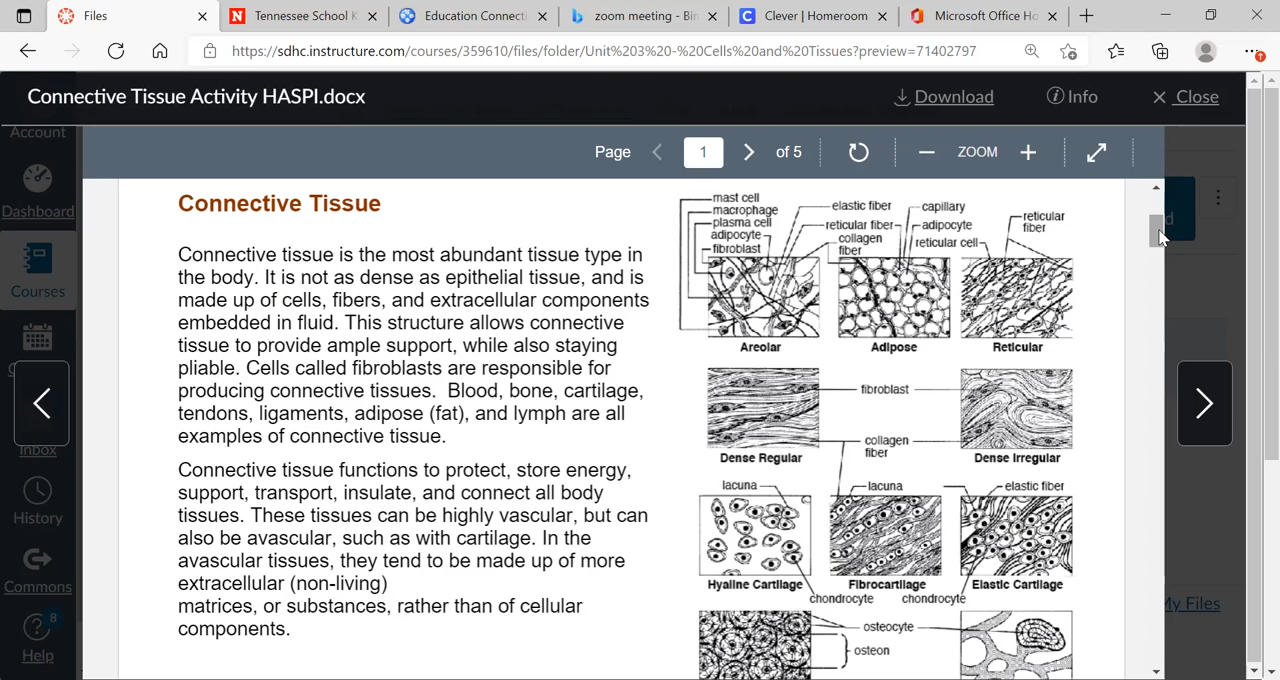 Files
Tennessee School K
Education Connecti
zoom meeting - Bin
Clever | Homeroom
Microsoft Office Ho
https://sdhc.instructure.com/courses/359610/files/folder/Unit%203%20-%20Cells%20and%20Tissues?preview=71402797
Connective Tissue Activity HASPI.docx
Download
Info
Close
Account
Dashboard
Courses
Inbox
History
Commons
8
Help
Page 1 of 5 ZOOM
Connective Tissue
Connective tissue is the most abundant tissue type in
the body. It is not as dense as epithelial tissue, and is
made up of cells, fibers, and extracellular components
embedded in fluid. This structure allows connective
tissue to provide ample support, while also staying
pliable. Cells called fibroblasts are responsible for
producing connective tissues. Blood, bone, cartilage,
tendons, ligaments, adipose (fat), and lymph are all
examples of connective tissue.
Connective tissue functions to protect, store energy,
support, transport, insulate, and connect all body
tissues. These tissues can be highly vascular, but can
also be avascular, such as with cartilage. In the
avascular tissues, they tend to be made up of more
extracellular (non-living)
matrices, or substances, rather than of cellular
components.
mast cell
macrophage
plasma cell
adipocyte
fibroblast
elastic fiber
reticular fiber
collagen
fiber
capillary
adipocyte
reticular cell
reticular
fiber
Areolar
Adipose
Reticular
fibroblast
collagen
fiber
Dense Regular
Dense Irregular
lacuna
lacuna
elastic fiber
Hyaline Cartilage
Fibrocartilage
Elastic Cartilage
chondrocyte
chondrocyte
osteocyte
osteon
d
My Files